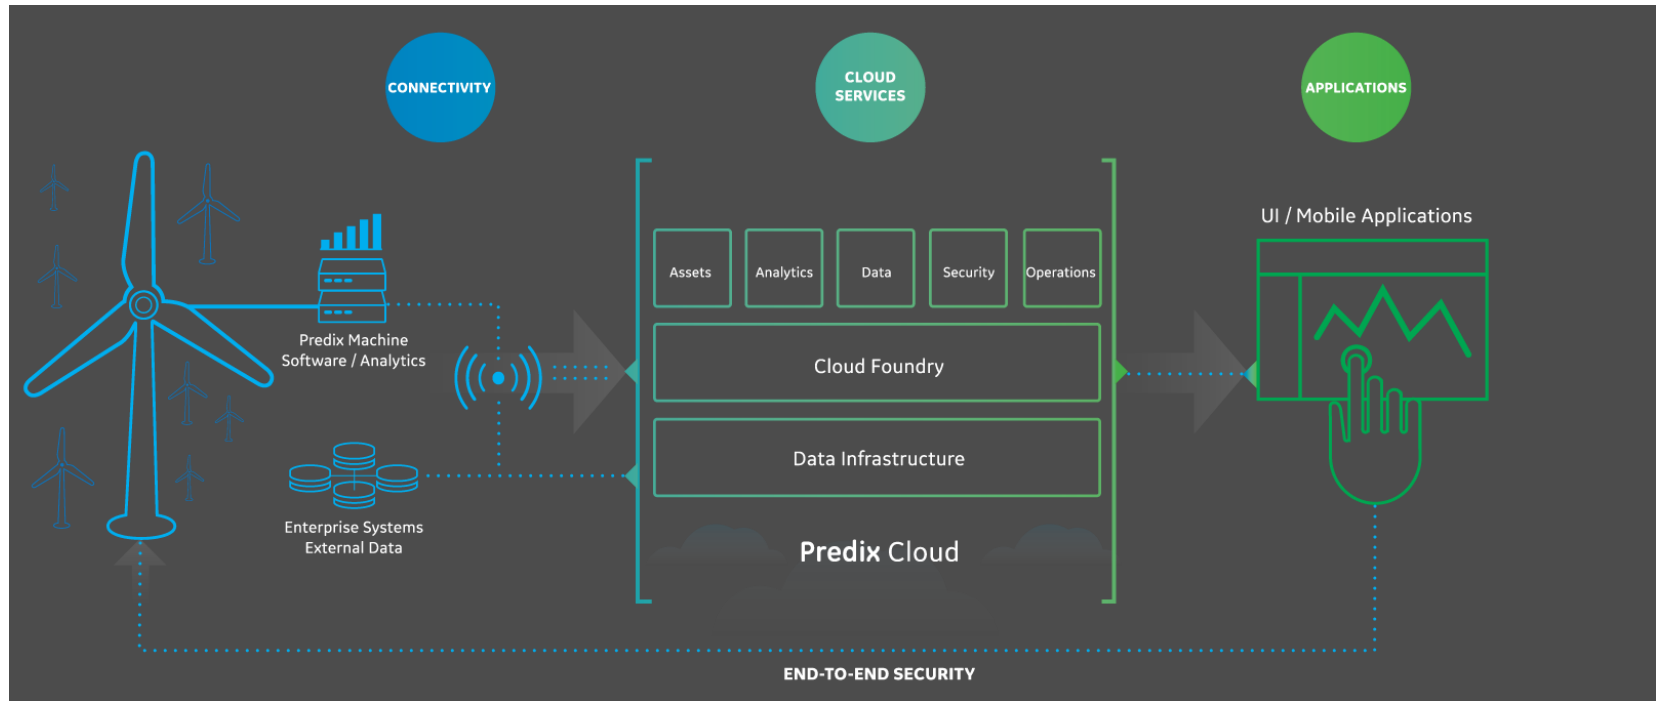 CONNECTIVITY
CLOUD
SERVICES
APPLICATIONS
UI / Mobile Applications
Assets
Analytics
Data
Security
Operations
Predix Machine
Software / Analytics
Cloud Foundry
Data Infrastructure
Enterprise Systems
External Data
Predix Cloud
END-TO-END SECURITY